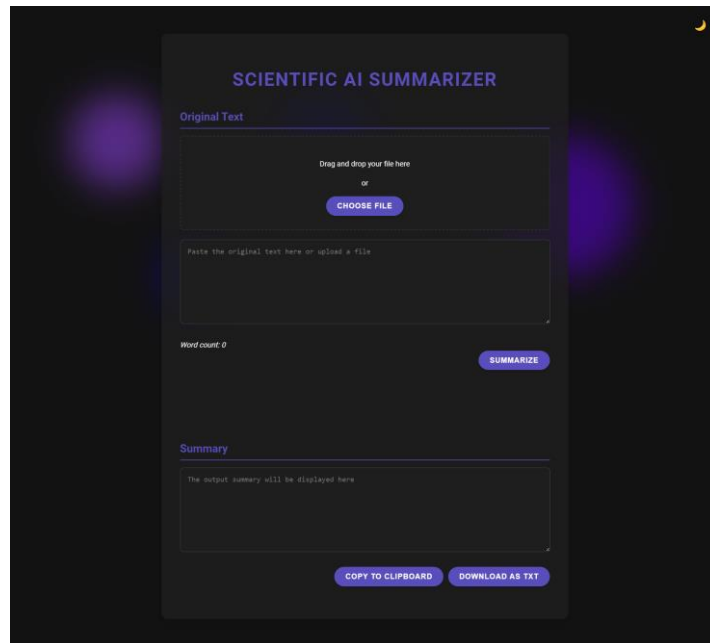 SCIENTIFIC AI SUMMARIZER
Original Text
Drag and drop your file here
or
CHOOSE FILE
Paste the original text here or upload a file
Word count: 0
SUMMARIZE
Summary
The output summary will be displayed here
COPY TO CLIPBOARD
DOWNLOAD AS TXT